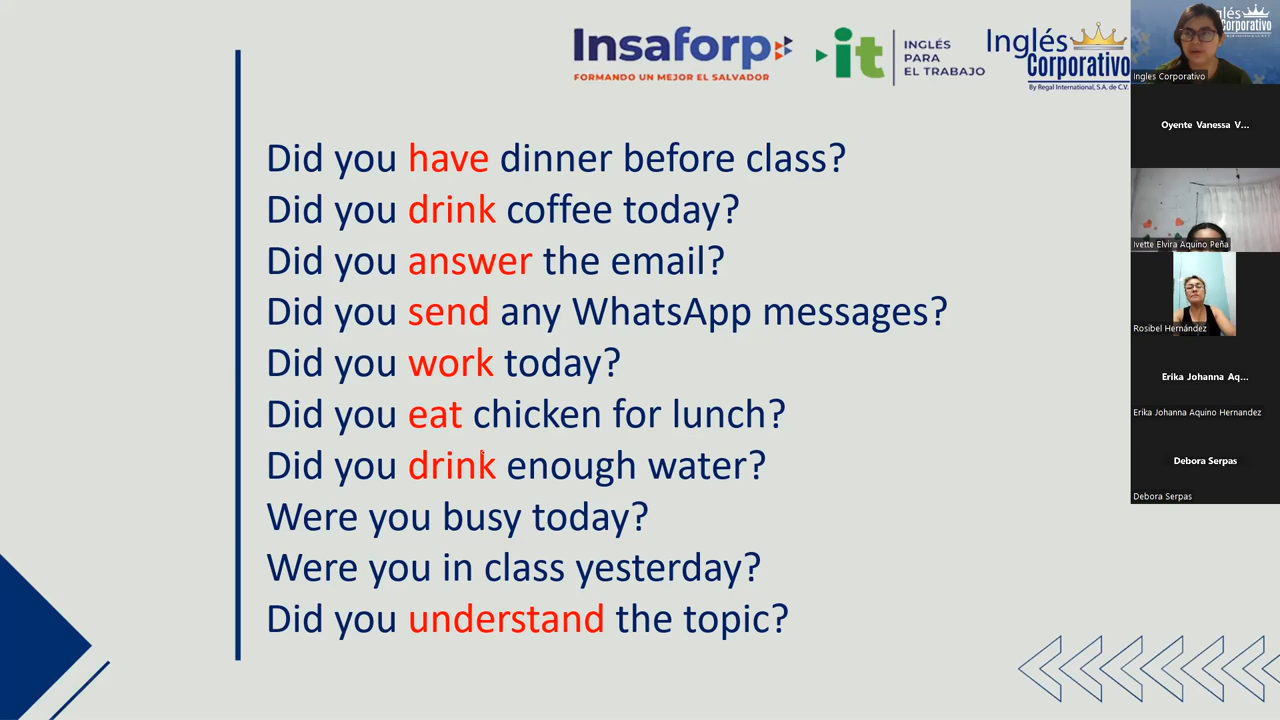 Insaforp
FORMANDO UN MEJOR EL SALVADOR
it
INGLÉS
PARA
EL TRABAJO
Inglés
Corporativo
By Regal International, S.A. de C.V.
Did you have dinner before class?
Did you drink coffee today?
Did you answer the email?
Did you send any WhatsApp messages?
Did you work today?
Did you eat chicken for lunch?
Did you drink enough water?
Were you busy today?
Were you in class yesterday?
Did you understand the topic?
glés
Corporativo
Ingles Corporativo
Oyente Vanessa V...
Ivette Elvira Aquino Peña
Rosibel Hernández
Erika Johanna Aq...
Erika Johanna Aquino Hernandez
Debora Serpas
Debora Serpas